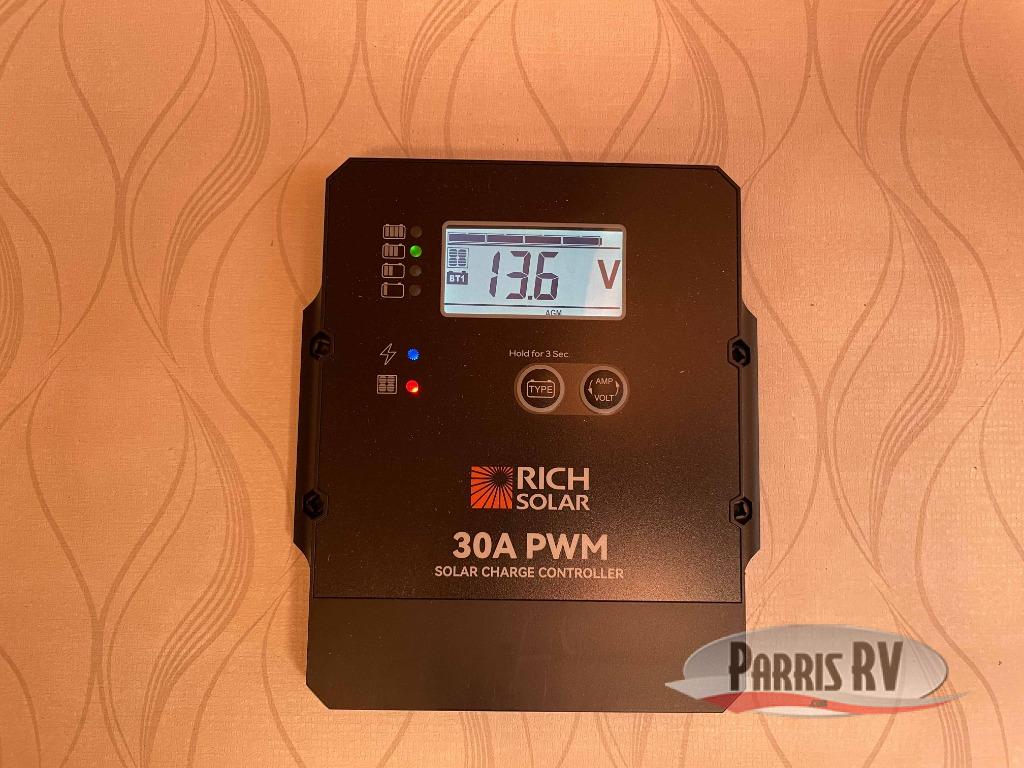 13.6 V
BT1
AGM
Hold for 3 Sec
TYPE
AMP
VOLT
RICH
SOLAR
30A PWM
SOLAR CHARGE CONTROLLER
PARRIS RV
.com